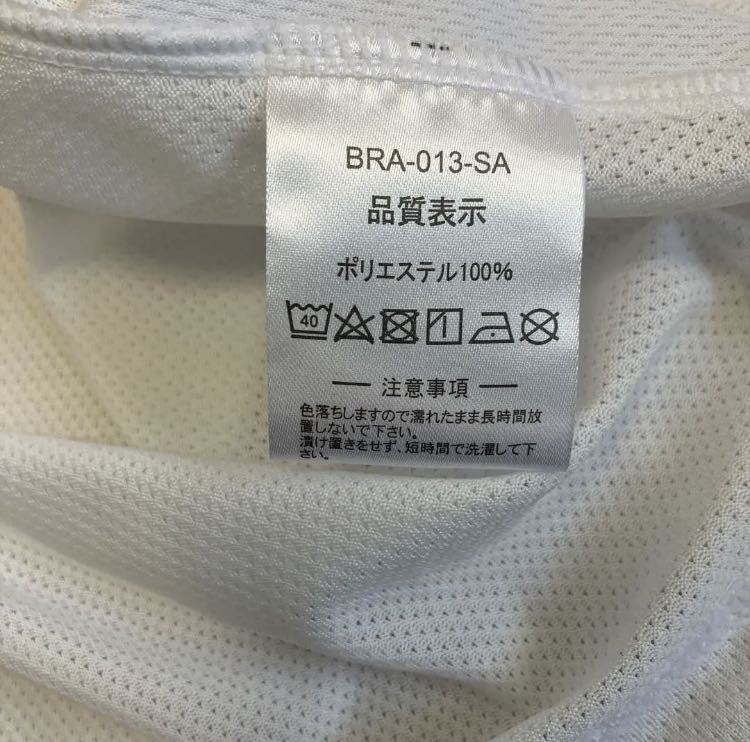 BRA-013-SA
品質表示
ポリエステル100%
40
注意事項
色落ちしますので濡れたまま長時間放
置しないで下さい。
漬け置きをせず、短時間で洗濯して下
さい。